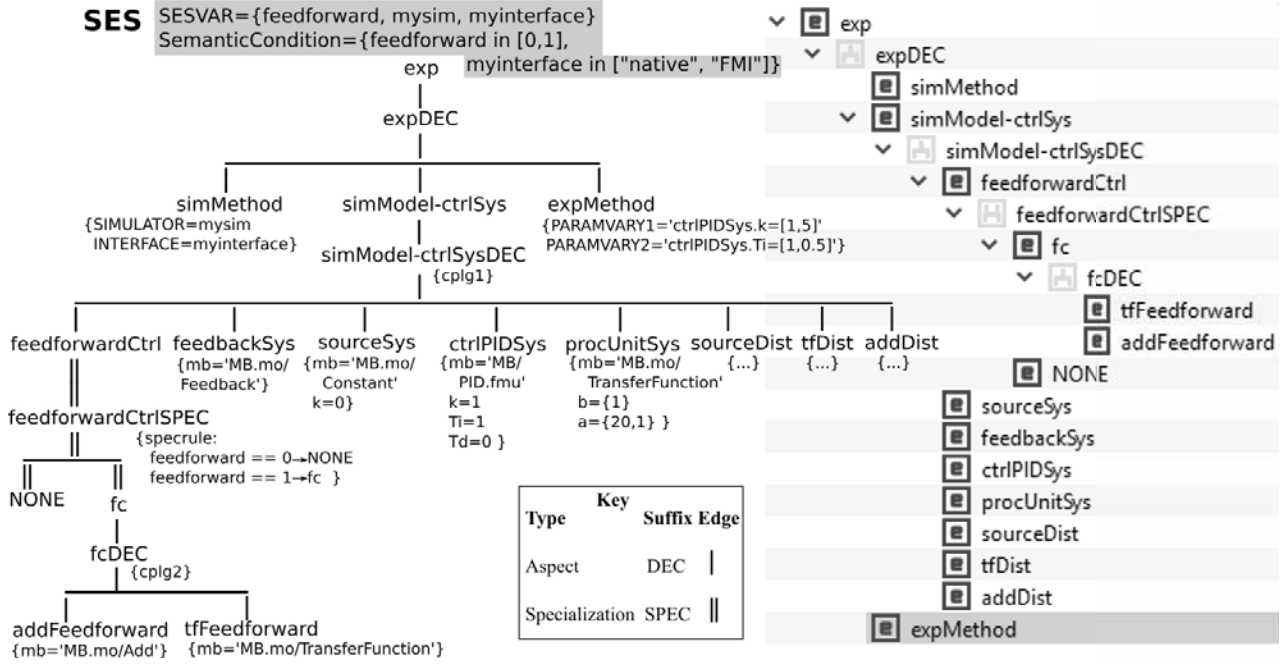 SES
SESVAR={feedforward, mysim, myinterface}
SemanticCondition={feedforward in [0,1],
myinterface in ["native", "FMI"]}
exp
expDEC
simMethod
{SIMULATOR=mysim
INTERFACE=myinterface}
simModel-ctrlSys
simModel-ctrlSysDEC
{cplg1}
expMethod
{PARAMVARY1='ctrlPIDSys.k=[1,5]'
PARAMVARY2='ctrlPIDSys.Ti=[1,0.5]'}
feedforwardCtrl
feedbackSys
{mb='MB.mo/
Feedback'}
sourceSys
{mb='MB.mo/
Constant'
k=0}
ctrlPIDSys
{mb='MB/
PID.fmu'
k=1
Ti=1
Td=0 }
procUnitSys
{mb='MB.mo/
TransferFunction'
b={1}
a={20,1} }
sourceDist
{...}
tfDist
{...}
addDist
{...}
feedforwardCtrlSPEC
{specrule:
feedforward == 0→NONE
feedforward == 1→fc }
NONE
fc
fcDEC
{cplg2}
addFeedforward
{mb='MB.mo/Add'}
tfFeedforward
{mb='MB.mo/TransferFunction'}
Key
Type Suffix Edge
Aspect DEC
Specialization SPEC
exp
expDEC
simMethod
simModel-ctrlSys
simModel-ctrlSysDEC
feedforwardCtrl
feedforwardCtrlSPEC
fc
fcDEC
tfFeedforward
addFeedforward
NONE
sourceSys
feedbackSys
ctrlPIDSys
procUnitSys
sourceDist
tfDist
addDist
expMethod